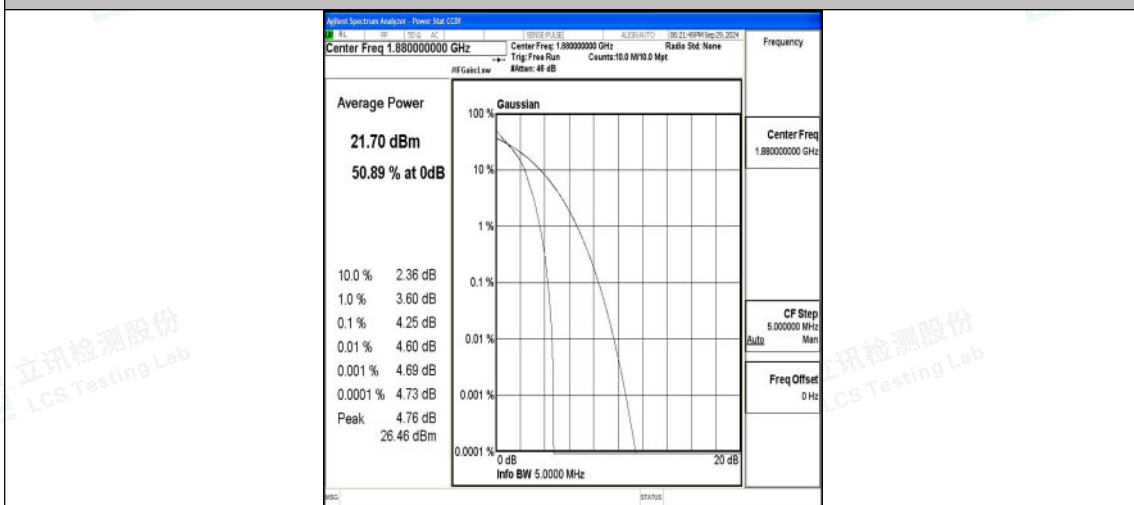 Agilent Spectrum Analyzer - Power Stat CCDF
RL RF 50 Ω AC SENSE:PULSE ALIGNAUTO 06:21:49PM Sep 29, 2024
Center Freq 1.880000000 GHz
Center Freq: 1.880000000 GHz Radio Std: None
Trig: Free Run Counts:10.0 M/10.0 Mpt
#IFGain:Low #Atten: 46 dB
Frequency
Average Power
21.70 dBm
50.89 % at 0dB
10.0 % 2.36 dB
1.0 % 3.60 dB
0.1 % 4.25 dB
0.01 % 4.60 dB
0.001 % 4.69 dB
0.0001 % 4.73 dB
Peak 4.76 dB
26.46 dBm
Gaussian
100 %
10 %
1 %
0.1 %
0.01 %
0.001 %
0.0001 %
0 dB 20 dB
Info BW 5.0000 MHz
Center Freq
1.880000000 GHz
CF Step
5.000000 MHz
Auto Man
Freq Offset
0 Hz
MSG STATUS
立讯检测股份
LCS Testing Lab
立讯检测股份
LCS Testing Lab